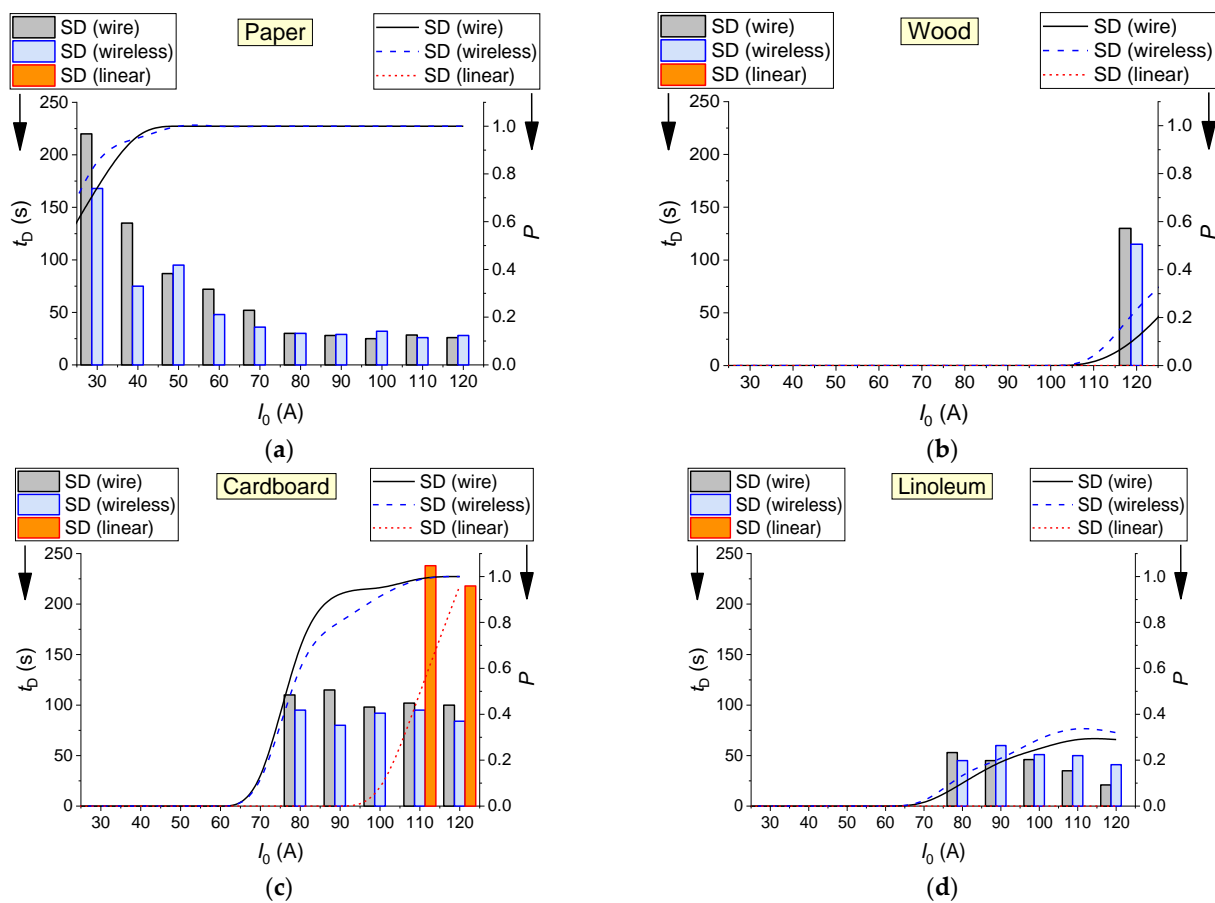 SD (wire)
SD (wireless)
SD (linear)
Paper
SD (wire)
SD (wireless)
SD (linear)
250
200
150
100
50
0
t_D (s)
1.0
0.8
0.6
0.4
0.2
0.0
P
30 40 50 60 70 80 90 100 110 120
I_0 (A)
(a)
SD (wire)
SD (wireless)
SD (linear)
Wood
SD (wire)
SD (wireless)
SD (linear)
250
200
150
100
50
0
t_D (s)
1.0
0.8
0.6
0.4
0.2
0.0
P
30 40 50 60 70 80 90 100 110 120
I_0 (A)
(b)
SD (wire)
SD (wireless)
SD (linear)
Cardboard
SD (wire)
SD (wireless)
SD (linear)
250
200
150
100
50
0
t_D (s)
1.0
0.8
0.6
0.4
0.2
0.0
P
30 40 50 60 70 80 90 100 110 120
I_0 (A)
(c)
SD (wire)
SD (wireless)
SD (linear)
Linoleum
SD (wire)
SD (wireless)
SD (linear)
250
200
150
100
50
0
t_D (s)
1.0
0.8
0.6
0.4
0.2
0.0
P
30 40 50 60 70 80 90 100 110 120
I_0 (A)
(d)